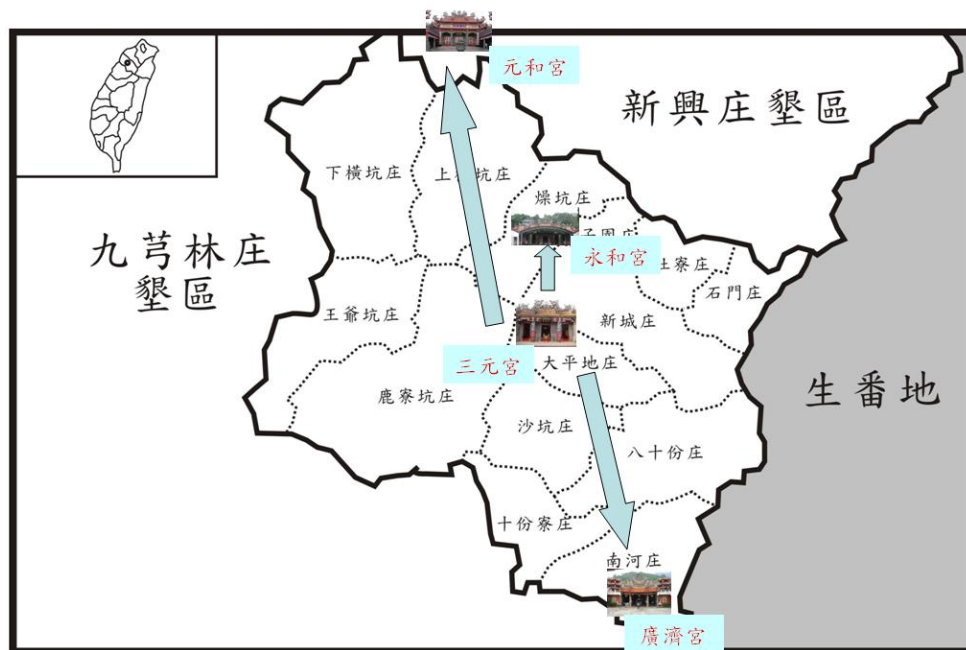 元和宮
新興庄墾區
下橫坑庄
上
坑庄
燥坑庄
九芎林庄
墾區
永和宮
寮庄
石門庄
王爺坑庄
新城庄
三元宮
大平地庄
生番地
鹿寮坑庄
沙坑庄
八十份庄
十份寮庄
南河庄
廣濟宮